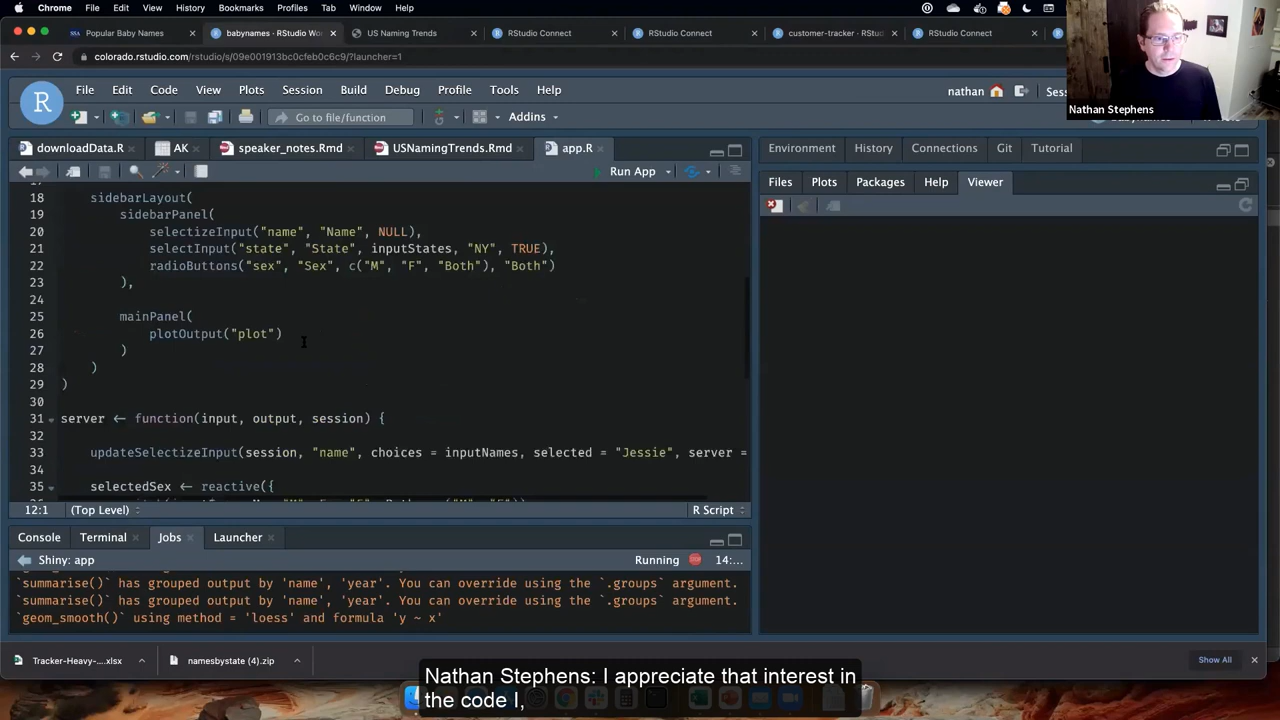 Chrome File Edit View History Bookmarks Profiles Tab Window Help
Popular Baby Names
babynames - RStudio Wo
US Naming Trends
RStudio Connect
RStudio Connect
customer-tracker - RStud
RStudio Connect
colorado.rstudio.com/rstudio/s/09e001913bc0cfeb0c6c9/?launcher=1
Nathan Stephens
R
File Edit Code View Plots Session Build Debug Profile Tools Help
nathan
Go to file/function
Addins
downloadData.R
AK
speaker_notes.Rmd
USNamingTrends.Rmd
app.R
Environment History Connections Git Tutorial
Run App
Files Plots Packages Help Viewer
18 sidebarLayout(
19 sidebarPanel(
20 selectizeInput("name", "Name", NULL),
21 selectInput("state", "State", inputStates, "NY", TRUE),
22 radioButtons("sex", "Sex", c("M", "F", "Both"), "Both")
23 ),
24
25 mainPanel(
26 plotOutput("plot")
27 )
28 )
29 )
30
31 server ← function(input, output, session) {
32
33 updateSelectizeInput(session, "name", choices = inputNames, selected = "Jessie", server =
34
35 selectedSex ← reactive({
12:1 (Top Level) R Script
Console Terminal Jobs Launcher
Shiny: app Running 14:...
`summarise()` has grouped output by 'name', 'year'. You can override using the `.groups` argument.
`summarise()` has grouped output by 'name', 'year'. You can override using the `.groups` argument.
`geom_smooth()` using method = 'loess' and formula 'y ~ x'
Tracker-Heavy-....xlsx
namesbystate (4).zip
Show All
Nathan Stephens: I appreciate that interest in
the code I,